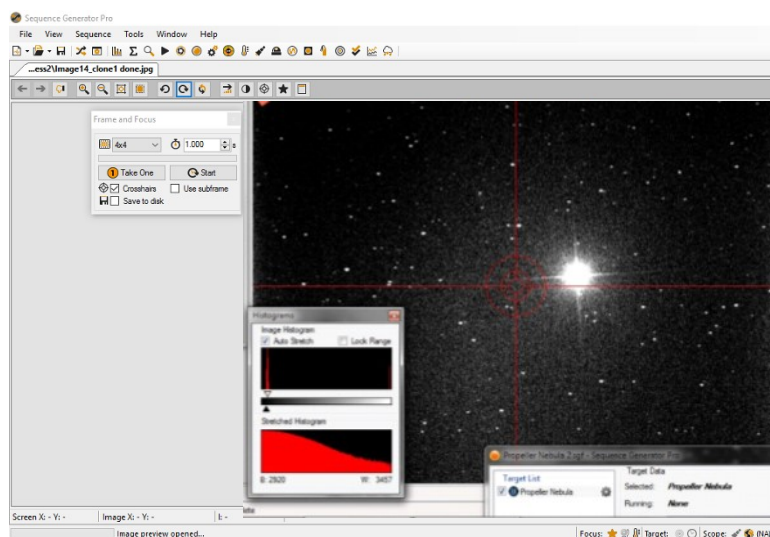 Sequence Generator Pro
File View Sequence Tools Window Help
...ess2\Image14_clone1 done.jpg
Frame and Focus
4x4 1.000 s
1 Take One Start
Crosshairs Use subframe
Save to disk
Histograms
Image Histogram
Auto Stretch Lock Range
Stretched Histogram
B: 2920 W: 3457
Propeller Nebula 2.sgf - Sequence Generator Pro
Target List
Propeller Nebula
Target Data
Selected: Propeller Nebula
Running: None
Screen X: - Y: - Image X: - Y: - I: -
Image preview opened...
Focus: Target: Scope: